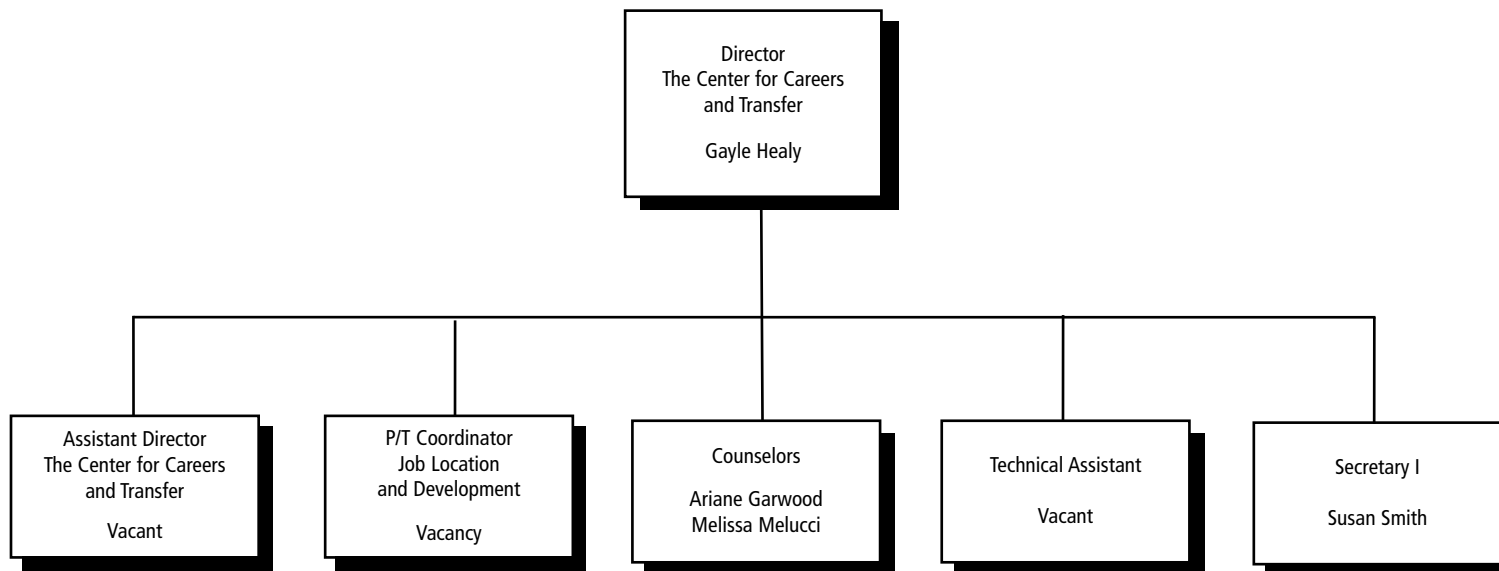 Director
The Center for Careers
and Transfer
Gayle Healy
Assistant Director
The Center for Careers
and Transfer
Vacant
P/T Coordinator
Job Location
and Development
Vacancy
Counselors
Ariane Garwood
Melissa Melucci
Technical Assistant
Vacant
Secretary I
Susan Smith